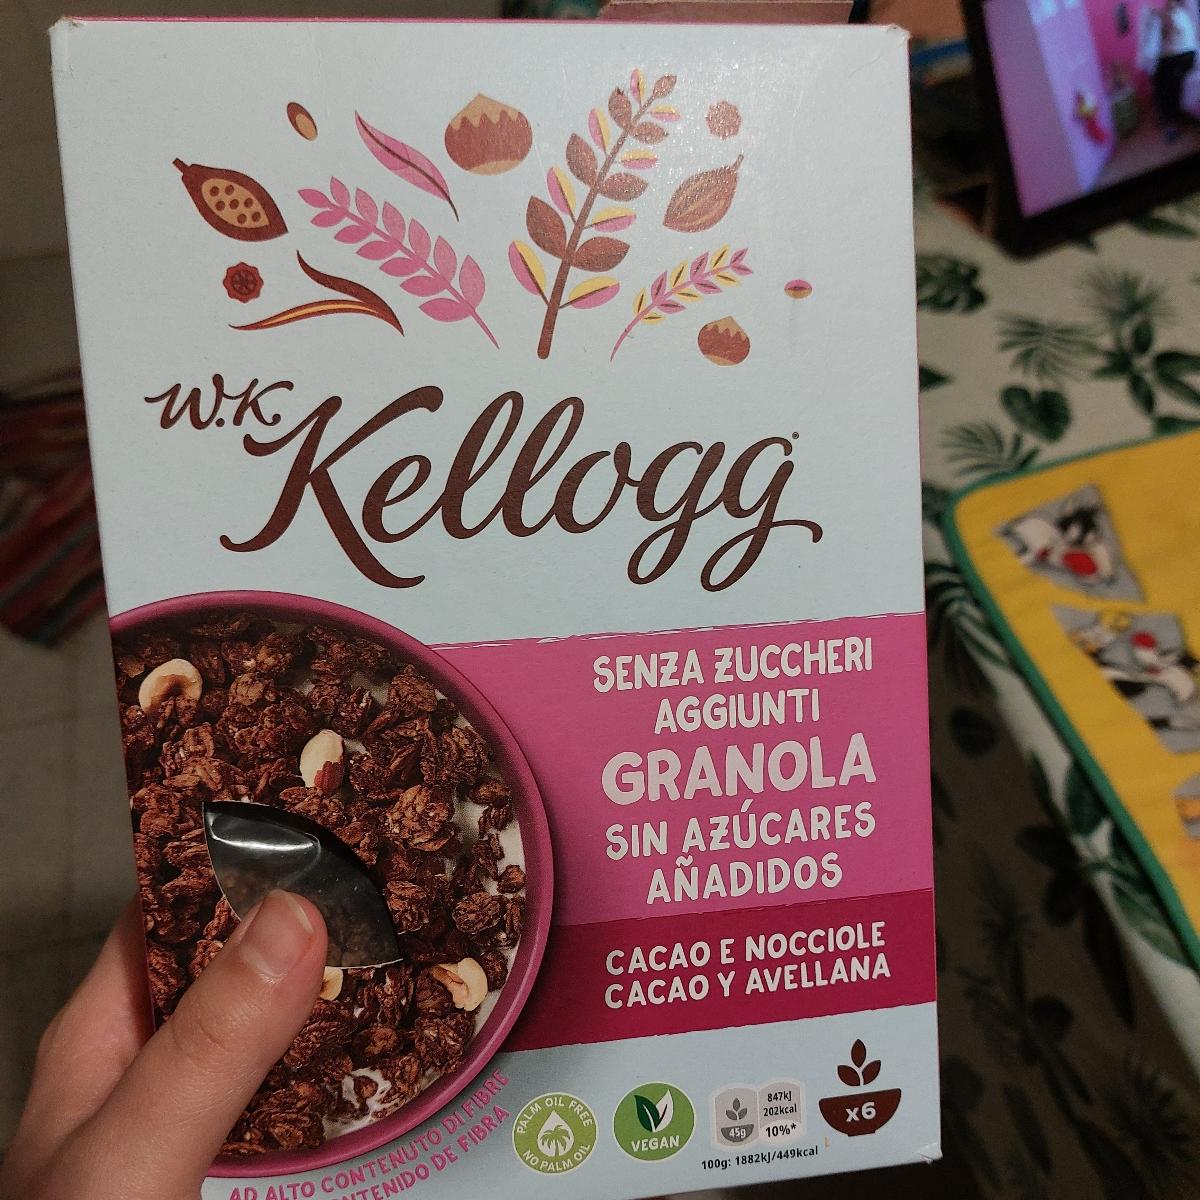 W.K.
Kellogg
SENZA ZUCCHERI
AGGIUNTI
GRANOLA
SIN AZÚCARES
AÑADIDOS
CACAO E NOCCIOLE
CACAO Y AVELLANA
AD ALTO CONTENUTO DI FIBRE
CONTENIDO DE FIBRA
PALM OIL FREE
NO PALM OIL
VEGAN
45g
847kJ
202kcal
10%*
100g: 1882kJ/449kcal
x6